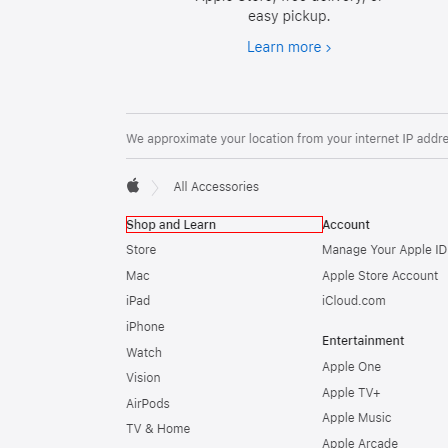 easy pickup.
Learn more >
We approximate your location from your internet IP addre
All Accessories
Shop and Learn
Store
Mac
iPad
iPhone
Watch
Vision
AirPods
TV & Home
Account
Manage Your Apple ID
Apple Store Account
iCloud.com
Entertainment
Apple One
Apple TV+
Apple Music
Apple Arcade